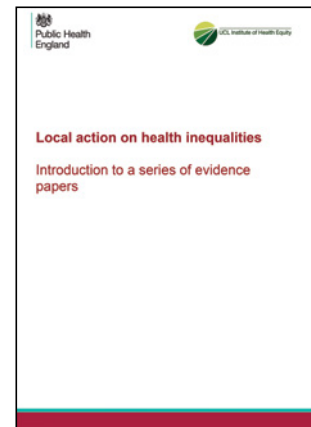 Public Health
England
UCL Institute of Health Equity
Local action on health inequalities
Introduction to a series of evidence
papers